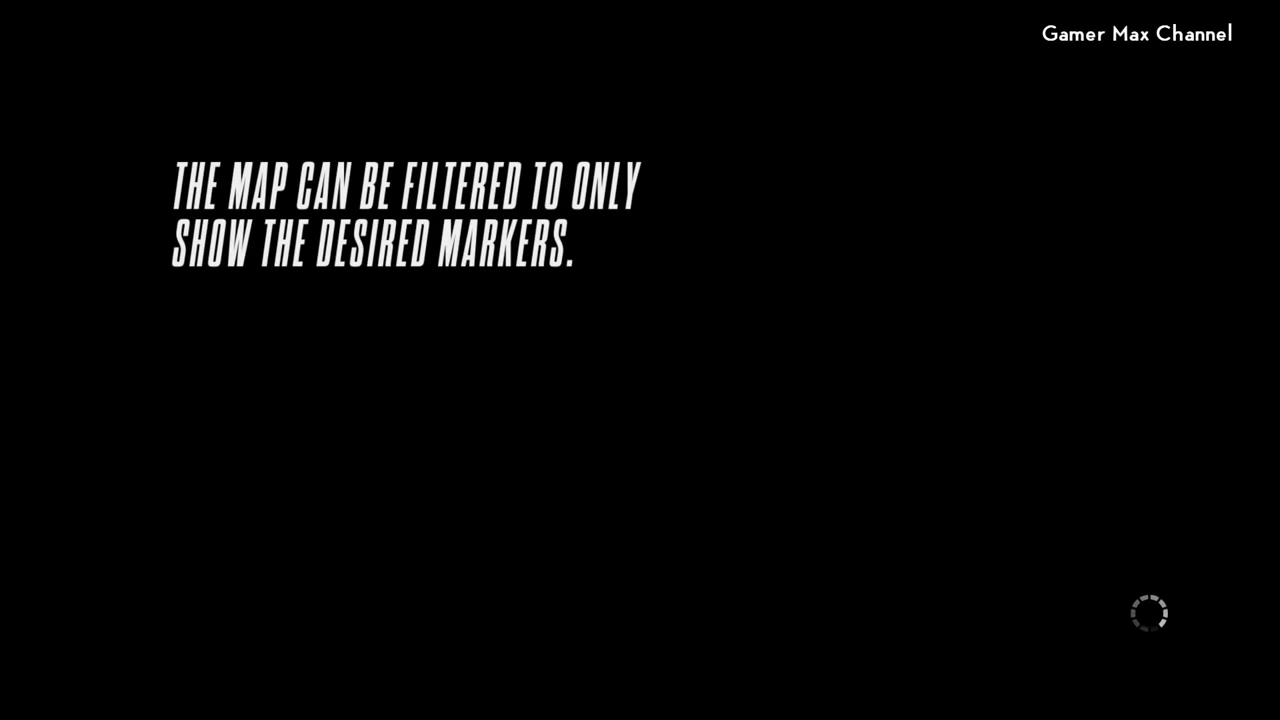 Gamer Max Channel
THE MAP CAN BE FILTERED TO ONLY
SHOW THE DESIRED MARKERS.